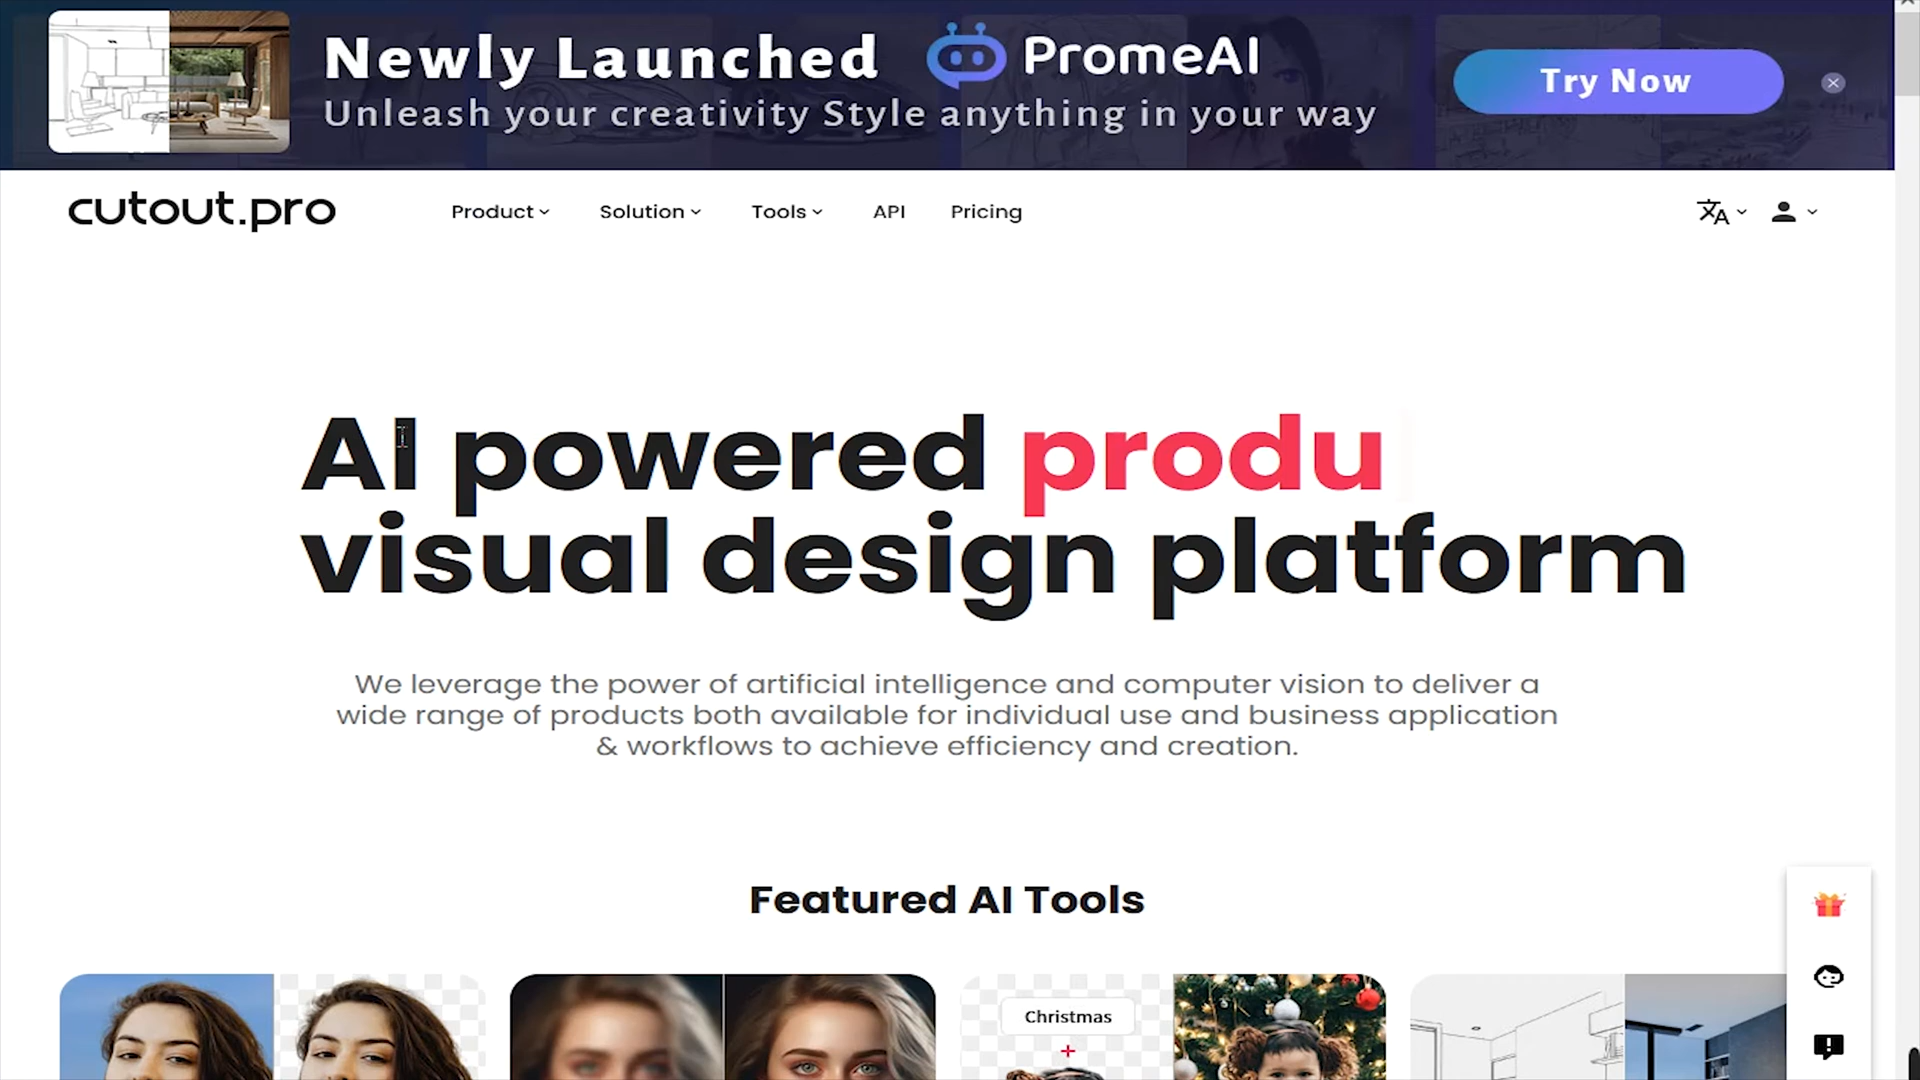 Newly Launched PromeAI
Unleash your creativity Style anything in your way
Try Now
cutout.pro
Product
Solution
Tools
API
Pricing
AI powered produ
visual design platform
We leverage the power of artificial intelligence and computer vision to deliver a
wide range of products both available for individual use and business application
& workflows to achieve efficiency and creation.
Featured AI Tools
Christmas
+